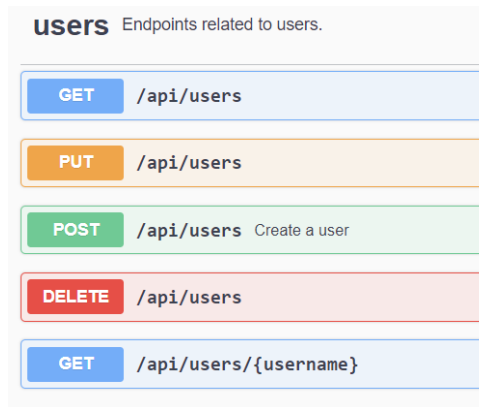 users Endpoints related to users.
GET /api/users
PUT /api/users
POST /api/users Create a user
DELETE /api/users
GET /api/users/{username}